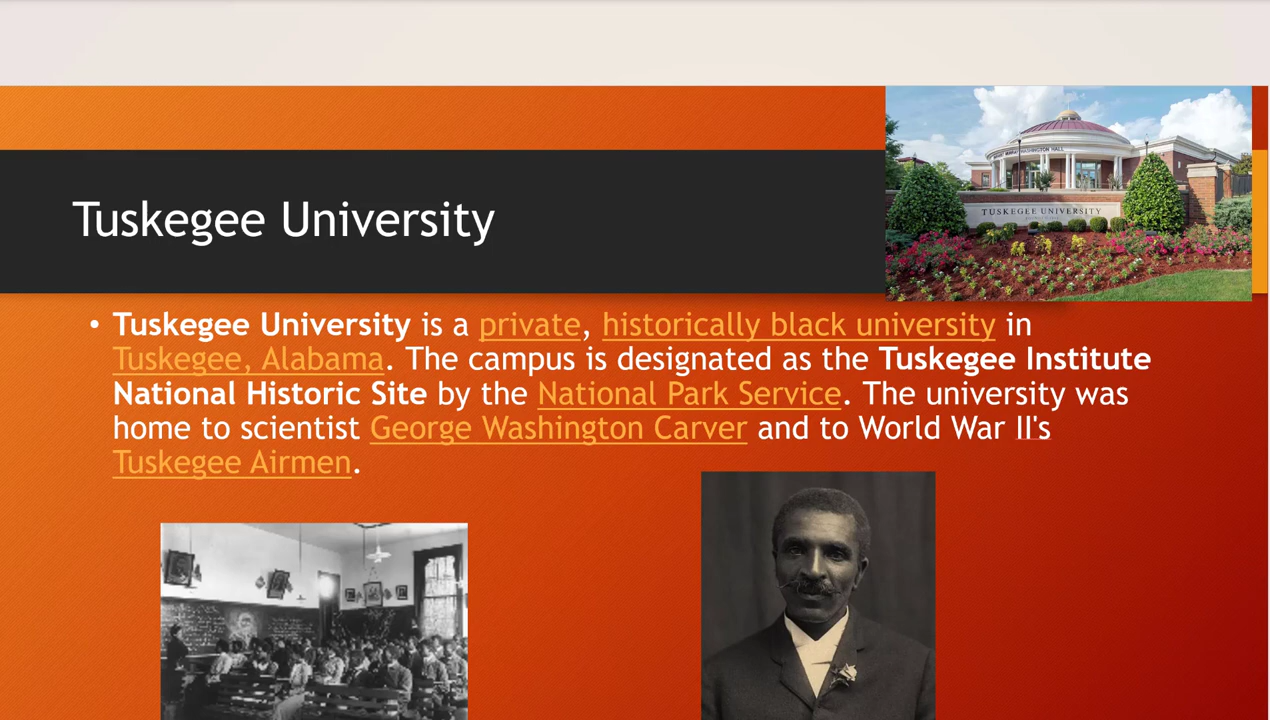 TUSKEGEE UNIVERSITY
Tuskegee University
• Tuskegee University is a private, historically black university in
Tuskegee, Alabama. The campus is designated as the Tuskegee Institute
National Historic Site by the National Park Service. The university was
home to scientist George Washington Carver and to World War II's
Tuskegee Airmen.